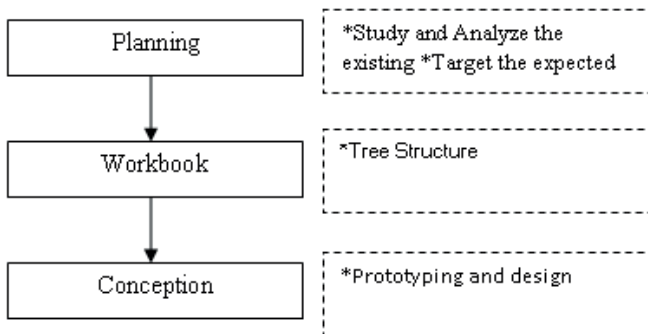 Planning
*Study and Analyze the
existing *Target the expected
Workbook
*Tree Structure
Conception
*Prototyping and design